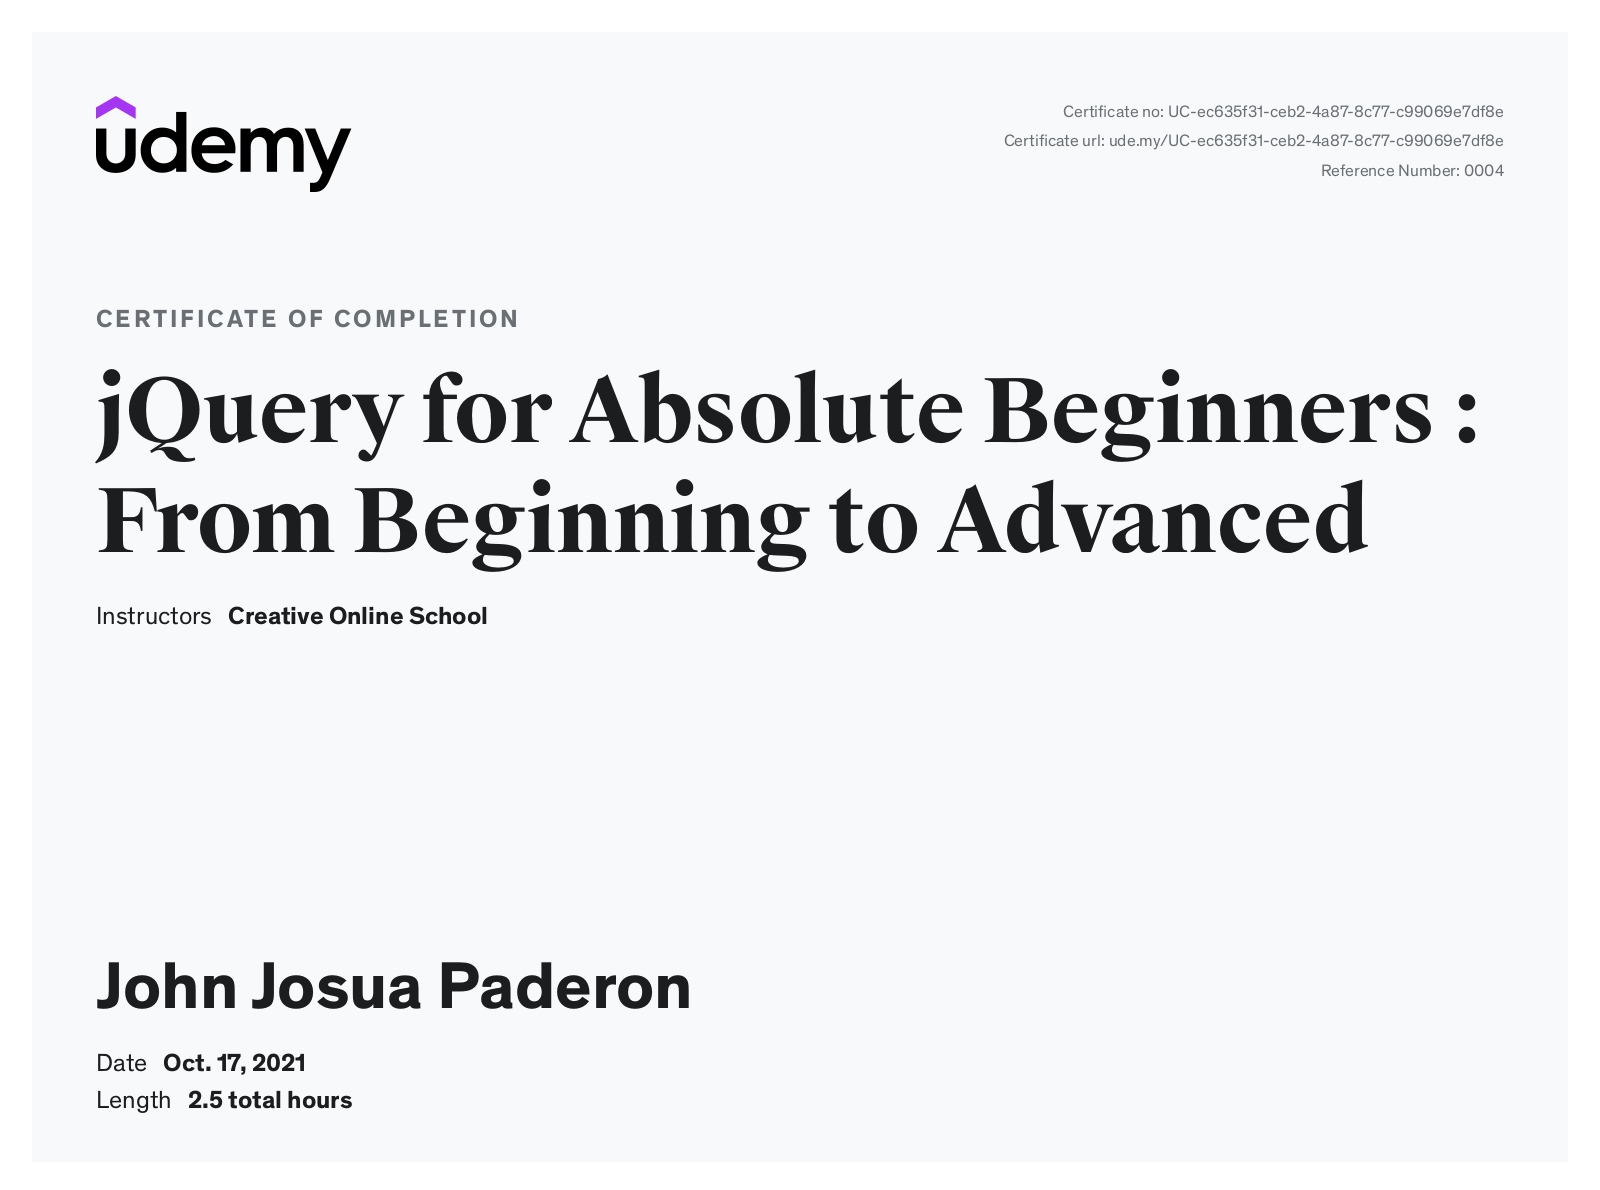 udemy
Certificate no: UC-ec635f31-ceb2-4a87-8c77-c99069e7df8e
Certificate url: ude.my/UC-ec635f31-ceb2-4a87-8c77-c99069e7df8e
Reference Number: 0004
CERTIFICATE OF COMPLETION
jQuery for Absolute Beginners :
From Beginning to Advanced
Instructors Creative Online School
John Josua Paderon
Date Oct. 17, 2021
Length 2.5 total hours